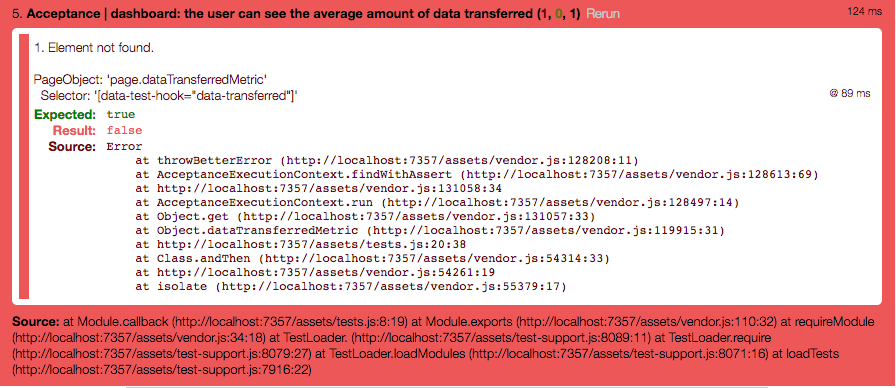 5. Acceptance | dashboard: the user can see the average amount of data transferred (1, 0, 1) Rerun 124 ms
1. Element not found.
PageObject: 'page.dataTransferredMetric'
Selector: '[data-test-hook="data-transferred"]' @ 89 ms
Expected: true
Result: false
Source: Error
at throwBetterError (http://localhost:7357/assets/vendor.js:128208:11)
at AcceptanceExecutionContext.findWithAssert (http://localhost:7357/assets/vendor.js:128613:69)
at http://localhost:7357/assets/vendor.js:131058:34
at AcceptanceExecutionContext.run (http://localhost:7357/assets/vendor.js:128497:14)
at Object.get (http://localhost:7357/assets/vendor.js:131057:33)
at Object.dataTransferredMetric (http://localhost:7357/assets/vendor.js:119915:31)
at http://localhost:7357/assets/tests.js:20:38
at Class.andThen (http://localhost:7357/assets/vendor.js:54314:33)
at http://localhost:7357/assets/vendor.js:54261:19
at isolate (http://localhost:7357/assets/vendor.js:55379:17)
Source: at Module.callback (http://localhost:7357/assets/tests.js:8:19) at Module.exports (http://localhost:7357/assets/vendor.js:110:32) at requireModule
(http://localhost:7357/assets/vendor.js:34:18) at TestLoader. (http://localhost:7357/assets/test-support.js:8089:11) at TestLoader.require
(http://localhost:7357/assets/test-support.js:8079:27) at TestLoader.loadModules (http://localhost:7357/assets/test-support.js:8071:16) at loadTests
(http://localhost:7357/assets/test-support.js:7916:22)